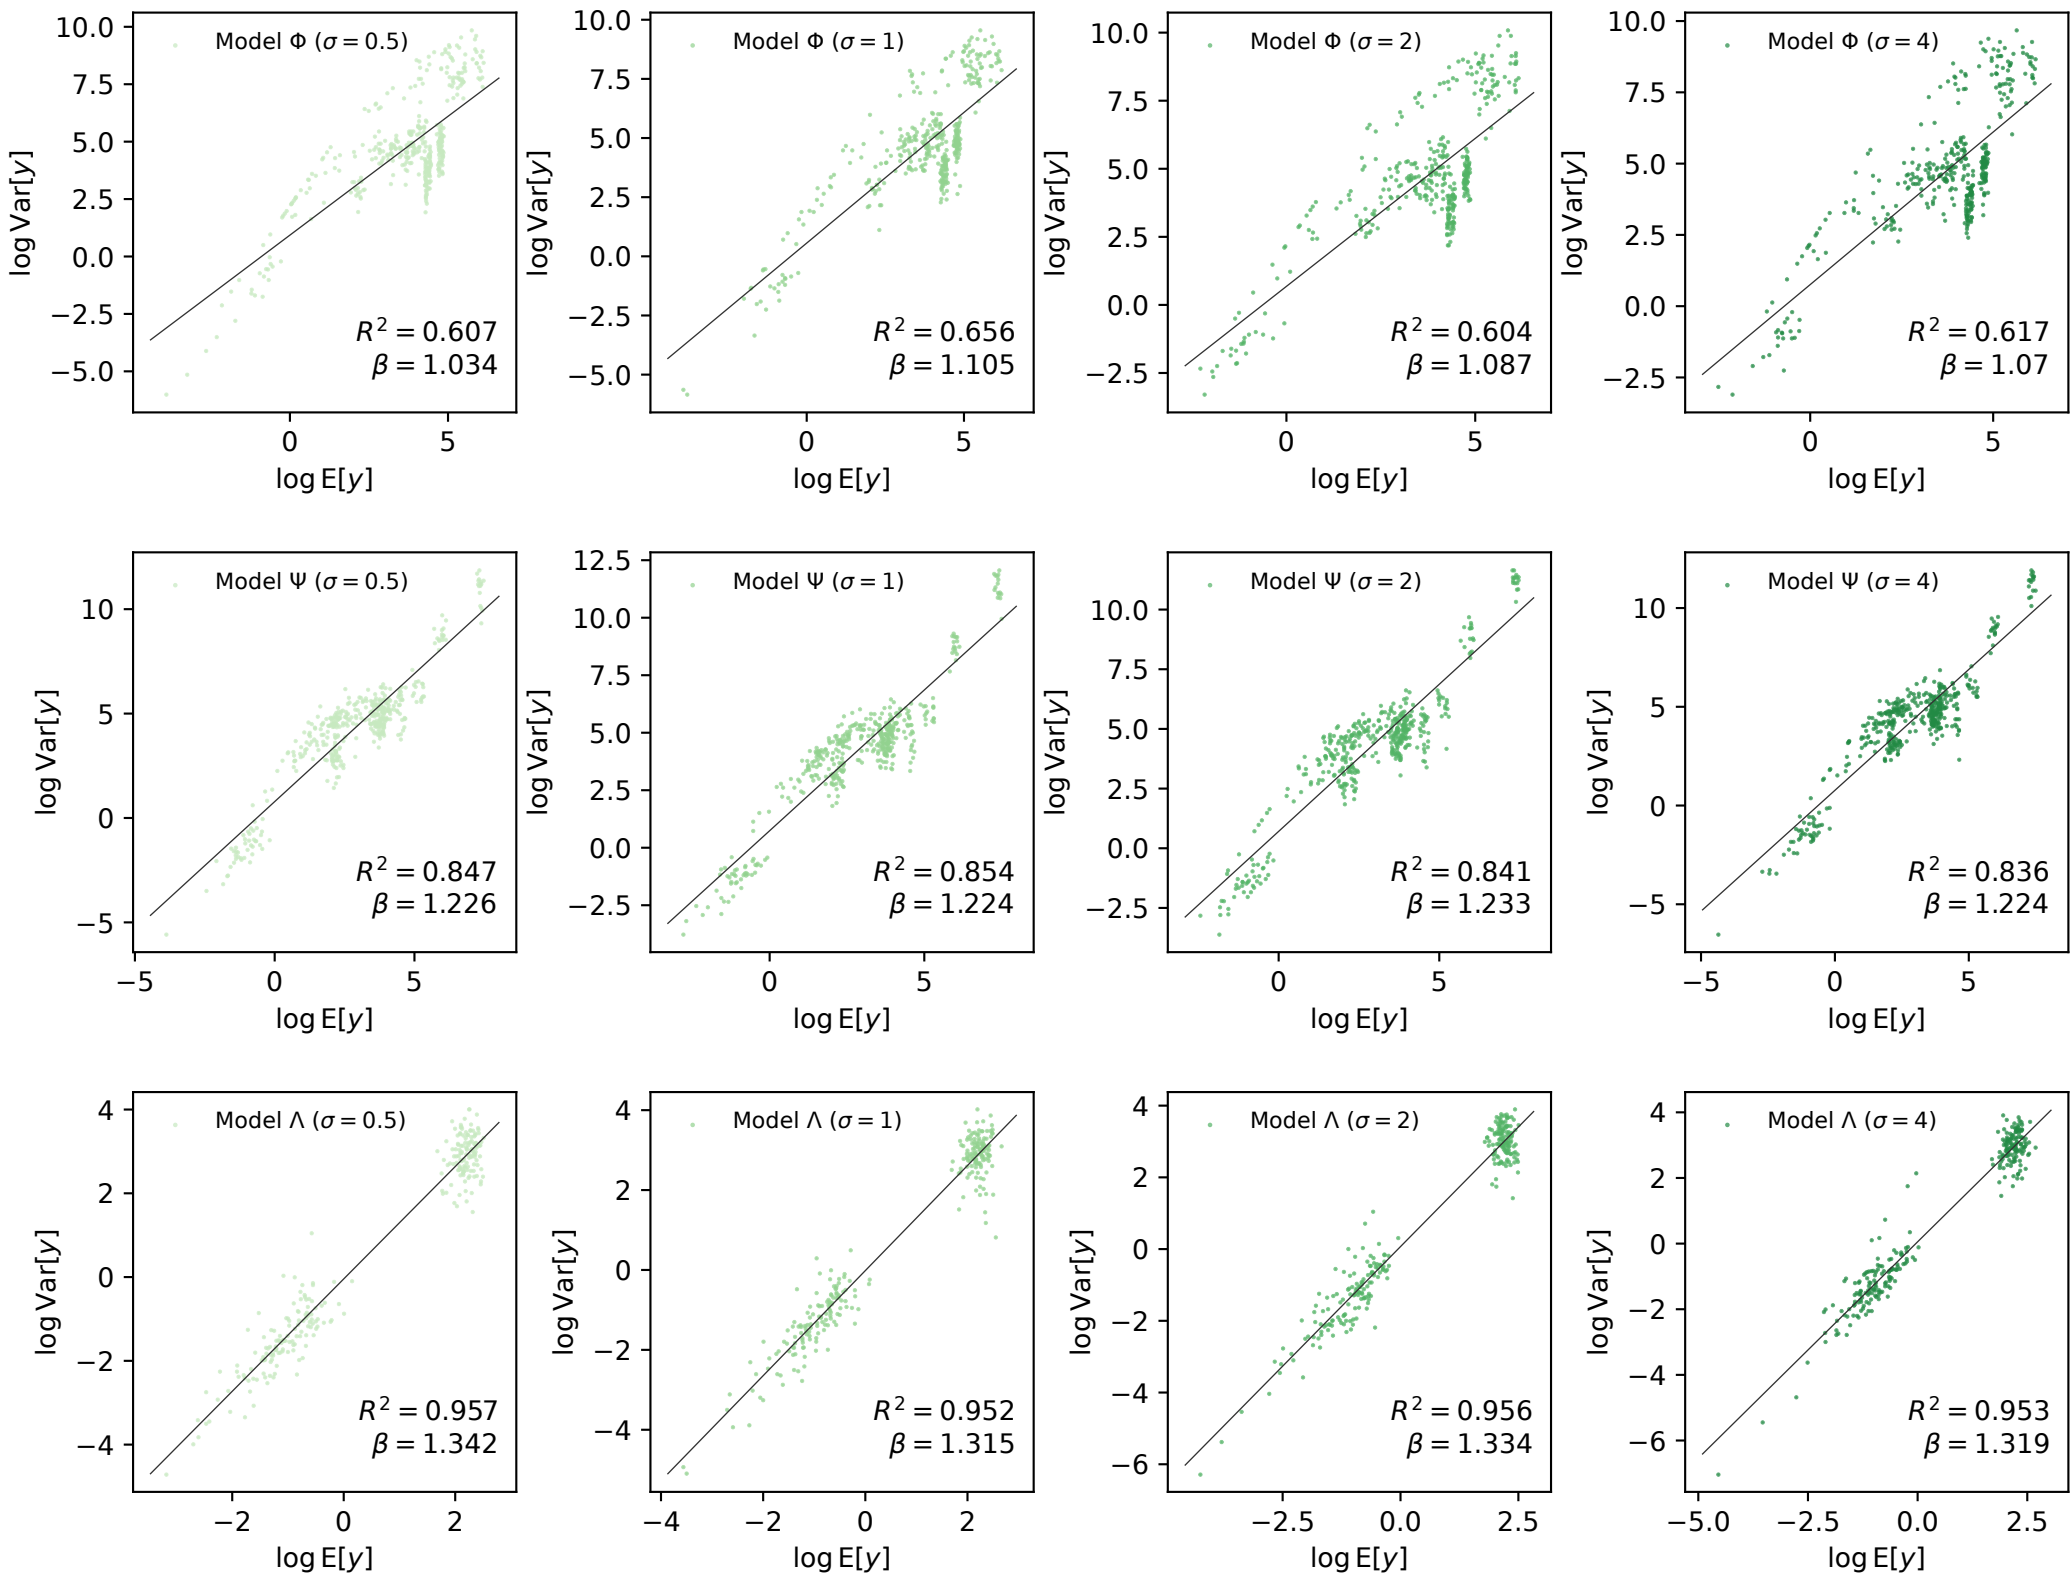 Model Φ (σ = 0.5)
10.0
7.5
5.0
2.5
0.0
−2.5
−5.0
log Var[y]
R² = 0.607
β = 1.034
0 5
log E[y]
Model Φ (σ = 1)
10.0
7.5
5.0
2.5
0.0
−2.5
−5.0
log Var[y]
R² = 0.656
β = 1.105
0 5
log E[y]
Model Φ (σ = 2)
10.0
7.5
5.0
2.5
0.0
−2.5
log Var[y]
R² = 0.604
β = 1.087
0 5
log E[y]
Model Φ (σ = 4)
10.0
7.5
5.0
2.5
0.0
−2.5
log Var[y]
R² = 0.617
β = 1.07
0 5
log E[y]
Model Ψ (σ = 0.5)
10
5
0
−5
log Var[y]
R² = 0.847
β = 1.226
−5 0 5
log E[y]
Model Ψ (σ = 1)
12.5
10.0
7.5
5.0
2.5
0.0
−2.5
log Var[y]
R² = 0.854
β = 1.224
0 5
log E[y]
Model Ψ (σ = 2)
10.0
7.5
5.0
2.5
0.0
−2.5
log Var[y]
R² = 0.841
β = 1.233
0 5
log E[y]
Model Ψ (σ = 4)
10
5
0
−5
log Var[y]
R² = 0.836
β = 1.224
−5 0 5
log E[y]
Model Λ (σ = 0.5)
4
2
0
−2
−4
log Var[y]
R² = 0.957
β = 1.342
−2 0 2
log E[y]
Model Λ (σ = 1)
4
2
0
−2
−4
log Var[y]
R² = 0.952
β = 1.315
−4 −2 0 2
log E[y]
Model Λ (σ = 2)
4
2
0
−2
−4
−6
log Var[y]
R² = 0.956
β = 1.334
−2.5 0.0 2.5
log E[y]
Model Λ (σ = 4)
4
2
0
−2
−4
−6
log Var[y]
R² = 0.953
β = 1.319
−5.0 −2.5 0.0 2.5
log E[y]